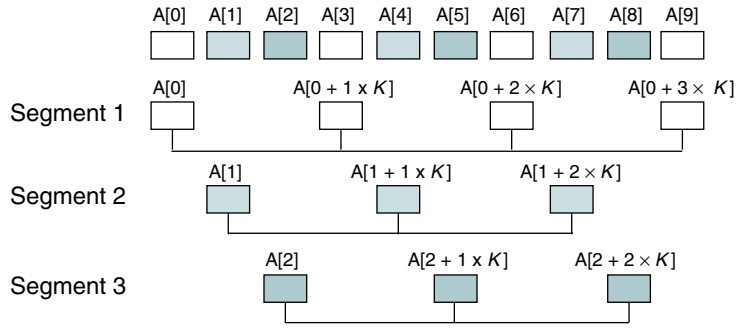 A[0] A[1] A[2] A[3] A[4] A[5] A[6] A[7] A[8] A[9]
A[0] A[0 + 1 x K] A[0 + 2 × K] A[0 + 3 × K]
Segment 1
A[1] A[1 + 1 x K] A[1 + 2 × K]
Segment 2
A[2] A[2 + 1 x K] A[2 + 2 × K]
Segment 3